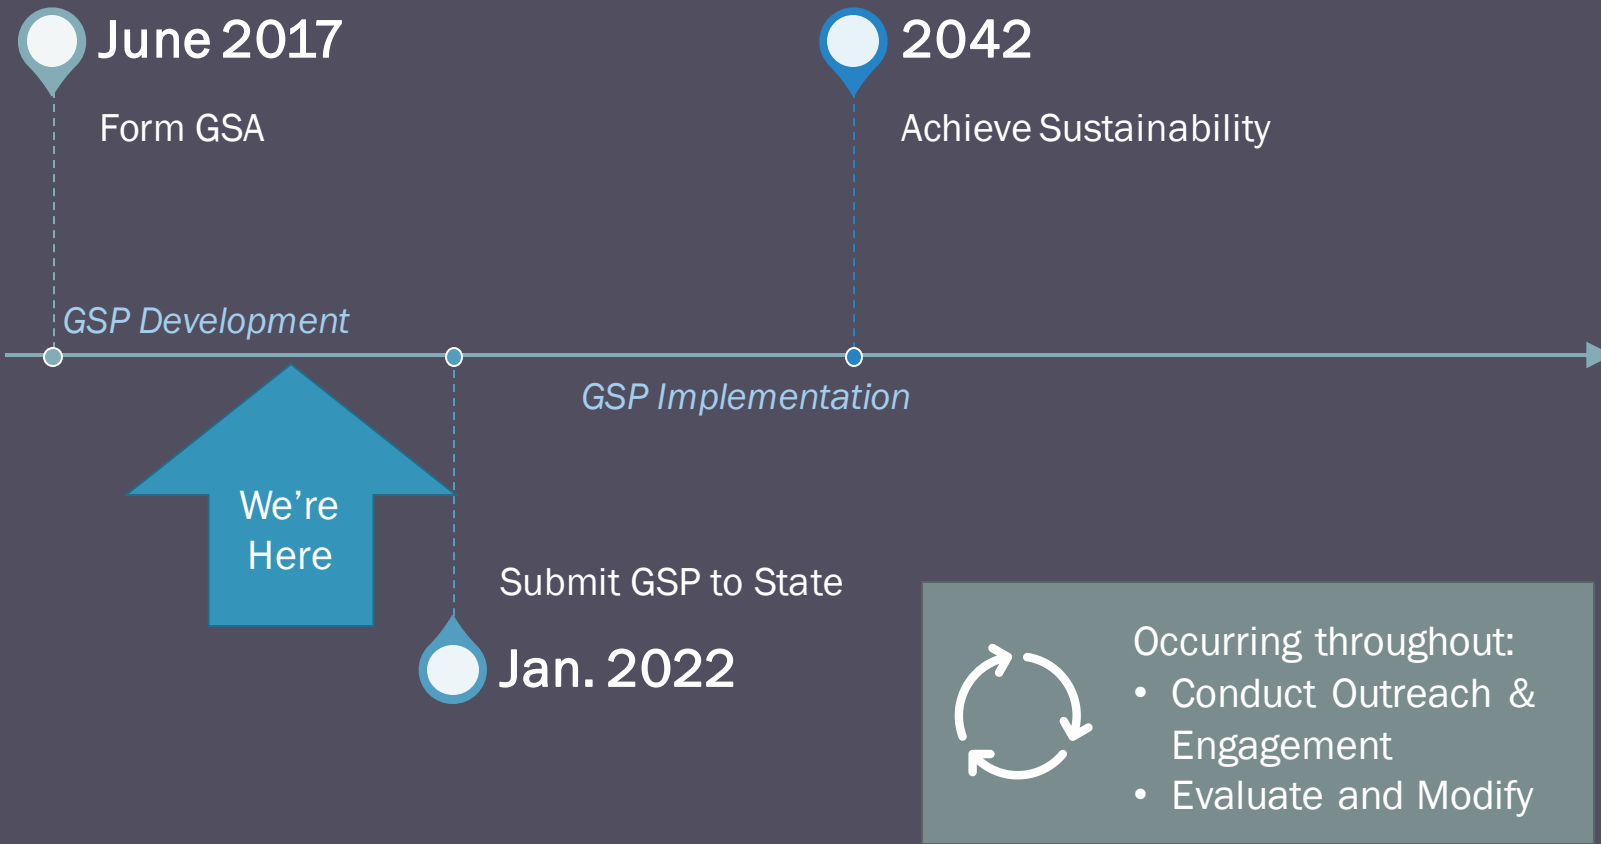 June 2017
Form GSA
2042
Achieve Sustainability
GSP Development
GSP Implementation
We’re
Here
Submit GSP to State
Jan. 2022
Occurring throughout:
• Conduct Outreach &
Engagement
• Evaluate and Modify